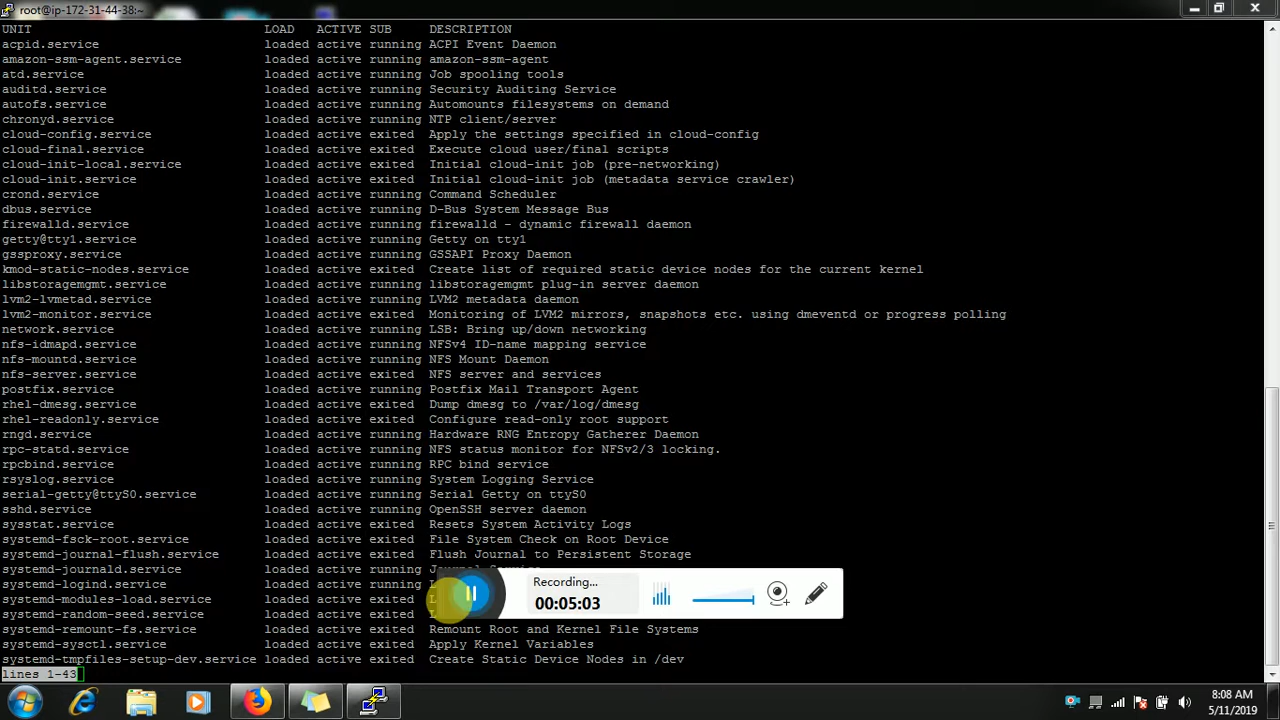 root@ip-172-31-44-38:~
UNIT LOAD ACTIVE SUB DESCRIPTION
acpid.service loaded active running ACPI Event Daemon
amazon-ssm-agent.service loaded active running amazon-ssm-agent
atd.service loaded active running Job spooling tools
auditd.service loaded active running Security Auditing Service
autofs.service loaded active running Automounts filesystems on demand
chronyd.service loaded active running NTP client/server
cloud-config.service loaded active exited Apply the settings specified in cloud-config
cloud-final.service loaded active exited Execute cloud user/final scripts
cloud-init-local.service loaded active exited Initial cloud-init job (pre-networking)
cloud-init.service loaded active exited Initial cloud-init job (metadata service crawler)
crond.service loaded active running Command Scheduler
dbus.service loaded active running D-Bus System Message Bus
firewalld.service loaded active running firewalld - dynamic firewall daemon
getty@tty1.service loaded active running Getty on tty1
gssproxy.service loaded active running GSSAPI Proxy Daemon
kmod-static-nodes.service loaded active exited Create list of required static device nodes for the current kernel
libstoragemgmt.service loaded active running libstoragemgmt plug-in server daemon
lvm2-lvmetad.service loaded active running LVM2 metadata daemon
lvm2-monitor.service loaded active exited Monitoring of LVM2 mirrors, snapshots etc. using dmeventd or progress polling
network.service loaded active running LSB: Bring up/down networking
nfs-idmapd.service loaded active running NFSv4 ID-name mapping service
nfs-mountd.service loaded active running NFS Mount Daemon
nfs-server.service loaded active exited NFS server and services
postfix.service loaded active running Postfix Mail Transport Agent
rhel-dmesg.service loaded active exited Dump dmesg to /var/log/dmesg
rhel-readonly.service loaded active exited Configure read-only root support
rngd.service loaded active running Hardware RNG Entropy Gatherer Daemon
rpc-statd.service loaded active running NFS status monitor for NFSv2/3 locking.
rpcbind.service loaded active running RPC bind service
rsyslog.service loaded active running System Logging Service
serial-getty@ttyS0.service loaded active running Serial Getty on ttyS0
sshd.service loaded active running OpenSSH server daemon
sysstat.service loaded active exited Resets System Activity Logs
systemd-fsck-root.service loaded active exited File System Check on Root Device
systemd-journal-flush.service loaded active exited Flush Journal to Persistent Storage
systemd-journald.service loaded active running Journal Service
systemd-logind.service loaded active running
systemd-modules-load.service loaded active exited
systemd-random-seed.service loaded active exited
systemd-remount-fs.service loaded active exited Remount Root and Kernel File Systems
systemd-sysctl.service loaded active exited Apply Kernel Variables
systemd-tmpfiles-setup-dev.service loaded active exited Create Static Device Nodes in /dev
lines 1-43
Recording...
00:05:03
8:08 AM
5/11/2019